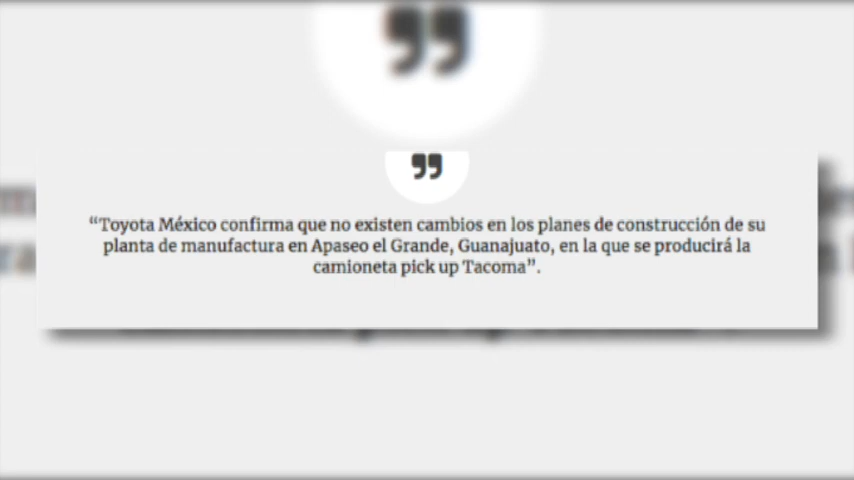 “Toyota México confirma que no existen cambios en los planes de construcción de su
planta de manufactura en Apaseo el Grande, Guanajuato, en la que se producirá la
camioneta pick up Tacoma”.